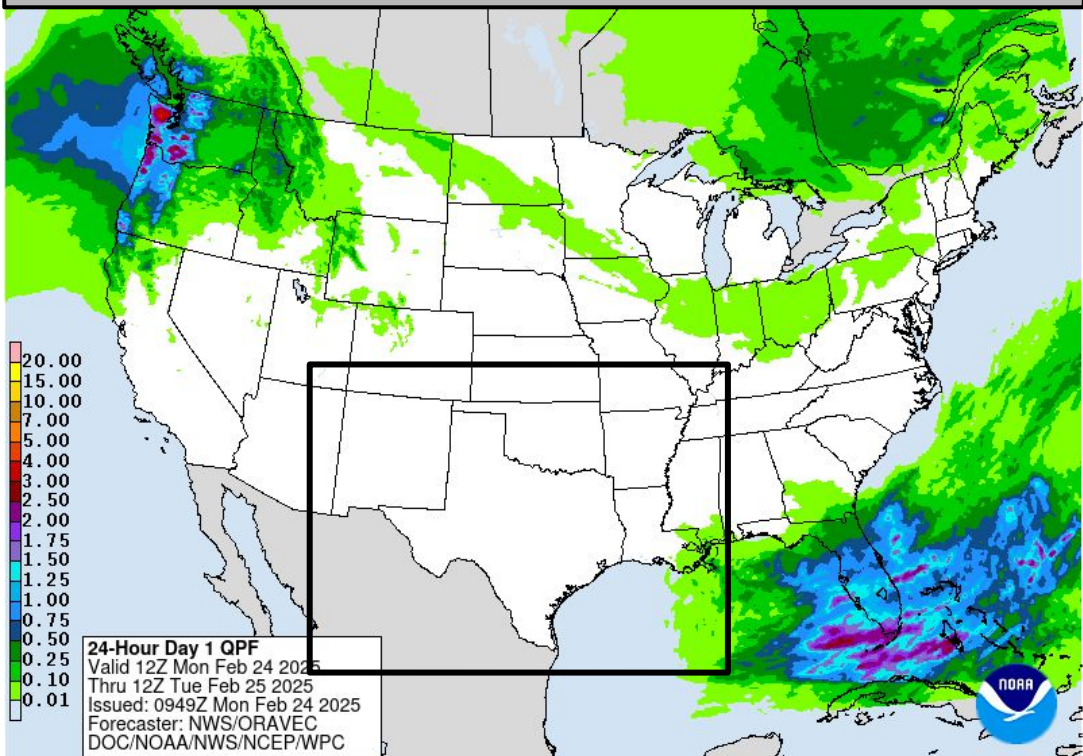 20.00
15.00
10.00
7.00
5.00
4.00
3.00
2.50
2.00
1.75
1.50
1.25
1.00
0.75
0.50
0.25
0.10
0.01
24-Hour Day 1 QPF
Valid 12Z Mon Feb 24 2025
Thru 12Z Tue Feb 25 2025
Issued: 0949Z Mon Feb 24 2025
Forecaster: NWS/ORAVEC
DOC/NOAA/NWS/NCEP/WPC
NOAA